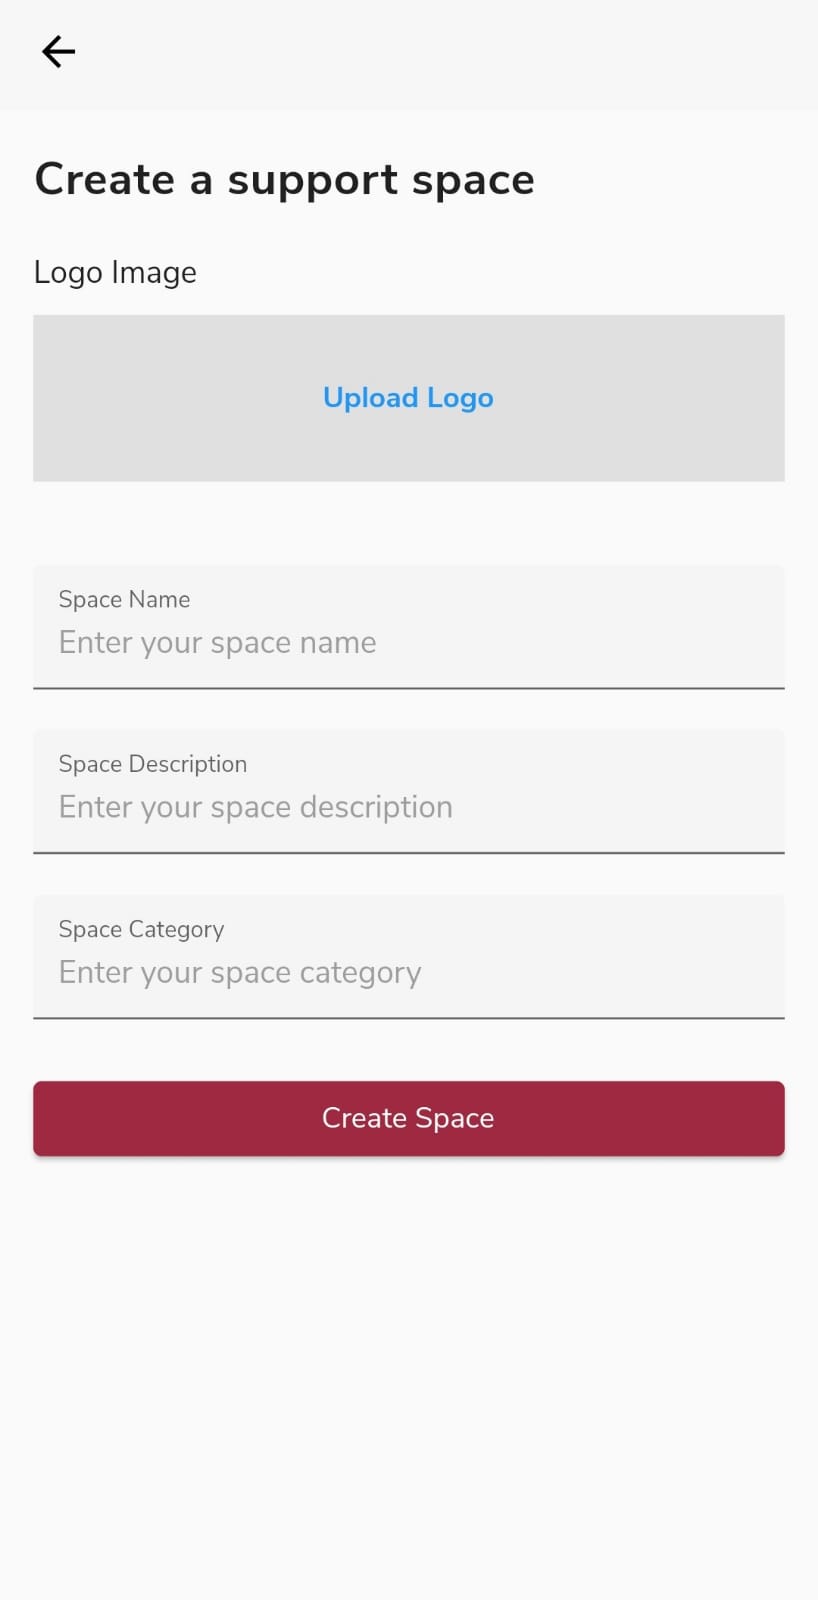 Create a support space
Logo Image
Upload Logo
Space Name
Enter your space name
Space Description
Enter your space description
Space Category
Enter your space category
Create Space